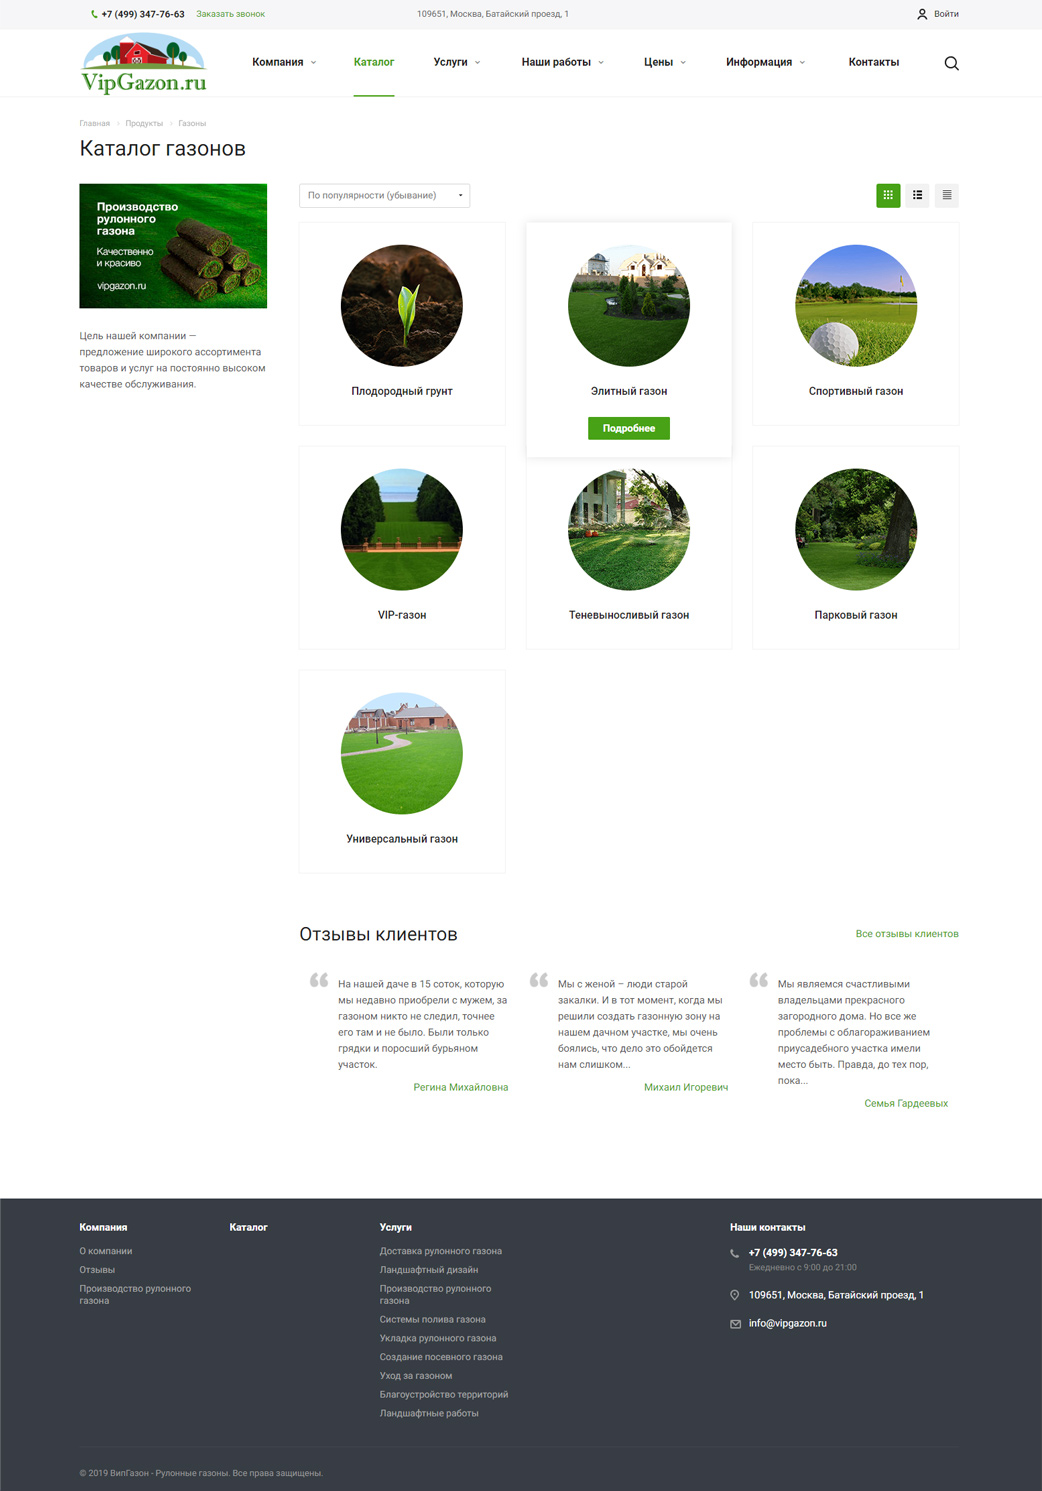 +7 (499) 347-76-63 Заказать звонок 109651, Москва, Батайский проезд, 1 Войти
VipGazon.ru
Компания Каталог Услуги Наши работы Цены Информация Контакты
Главная Продукты Газоны
Каталог газонов
Производство
рулонного
газона
Качественно
и красиво
vipgazon.ru
Цель нашей компании —
предложение широкого ассортимента
товаров и услуг на постоянно высоком
качестве обслуживания.
По популярности (убывание)
Плодородный грунт
Элитный газон
Подробнее
Спортивный газон
VIP-газон
Теневыносливый газон
Парковый газон
Универсальный газон
Отзывы клиентов
Все отзывы клиентов
На нашей даче в 15 соток, которую
мы недавно приобрели с мужем, за
газоном никто не следил, точнее
его там и не было. Были только
грядки и поросший бурьяном
участок.
Регина Михайловна
Мы с женой – люди старой
закалки. И в тот момент, когда мы
решили создать газонную зону на
нашем дачном участке, мы очень
боялись, что дело это обойдется
нам слишком...
Михаил Игоревич
Мы являемся счастливыми
владельцами прекрасного
загородного дома. Но все же
проблемы с облагораживанием
приусадебного участка имели
место быть. Правда, до тех пор,
пока...
Семья Гардеевых
Компания
О компании
Отзывы
Производство рулонного
газона
Каталог
Услуги
Доставка рулонного газона
Ландшафтный дизайн
Производство рулонного
газона
Системы полива газона
Укладка рулонного газона
Создание посевного газона
Уход за газоном
Благоустройство территорий
Ландшафтные работы
Наши контакты
+7 (499) 347-76-63
Ежедневно с 9:00 до 21:00
109651, Москва, Батайский проезд, 1
info@vipgazon.ru
© 2019 ВипГазон - Рулонные газоны. Все права защищены.